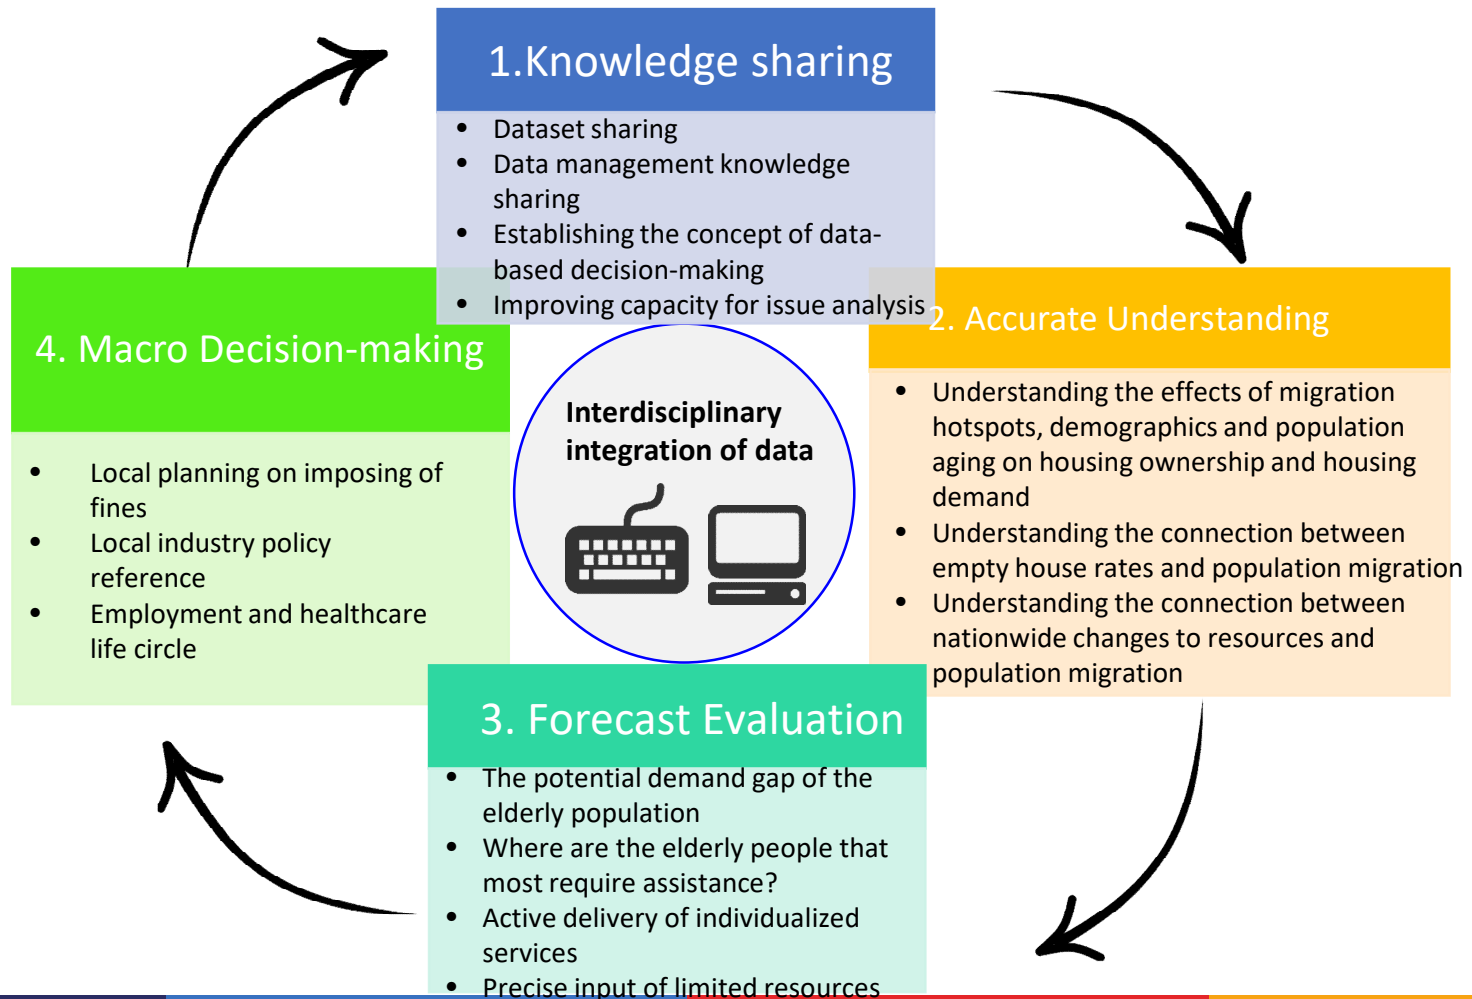 1.Knowledge sharing
• Dataset sharing
• Data management knowledge
sharing
• Establishing the concept of data-
based decision-making
• Improving capacity for issue analysis
2. Accurate Understanding
• Understanding the effects of migration
hotspots, demographics and population
aging on housing ownership and housing
demand
• Understanding the connection between
empty house rates and population migration
• Understanding the connection between
nationwide changes to resources and
population migration
3. Forecast Evaluation
• The potential demand gap of the
elderly population
• Where are the elderly people that
most require assistance?
• Active delivery of individualized
services
• Precise input of limited resources
4. Macro Decision-making
• Local planning on imposing of
fines
• Local industry policy
reference
• Employment and healthcare
life circle
Interdisciplinary
integration of data